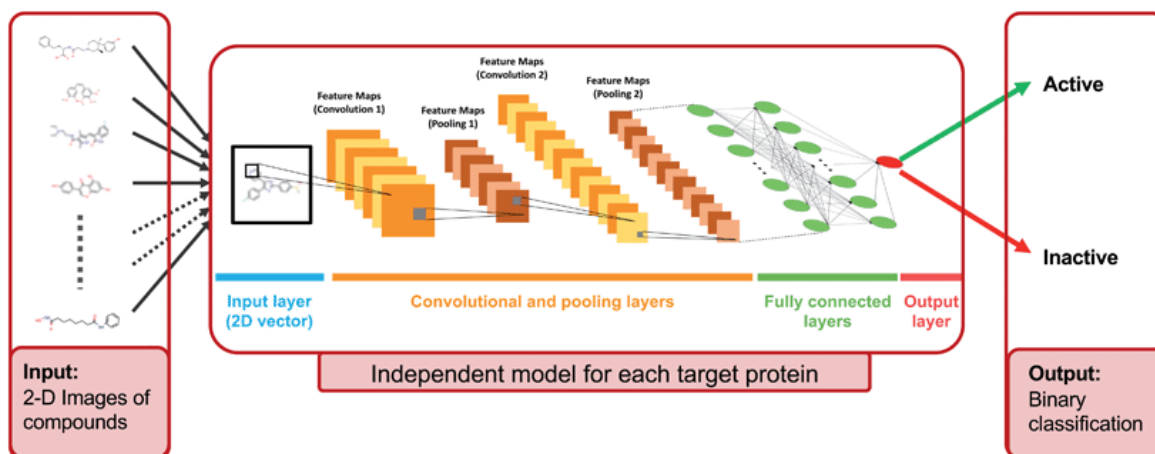 Feature Maps
(Convolution 1)
Feature Maps
(Pooling 1)
Feature Maps
(Convolution 2)
Feature Maps
(Pooling 2)
Active
Inactive
Input layer
(2D vector)
Convolutional and pooling layers
Fully connected
layers
Output
layer
Independent model for each target protein
Input:
2-D Images of
compounds
Output:
Binary
classification